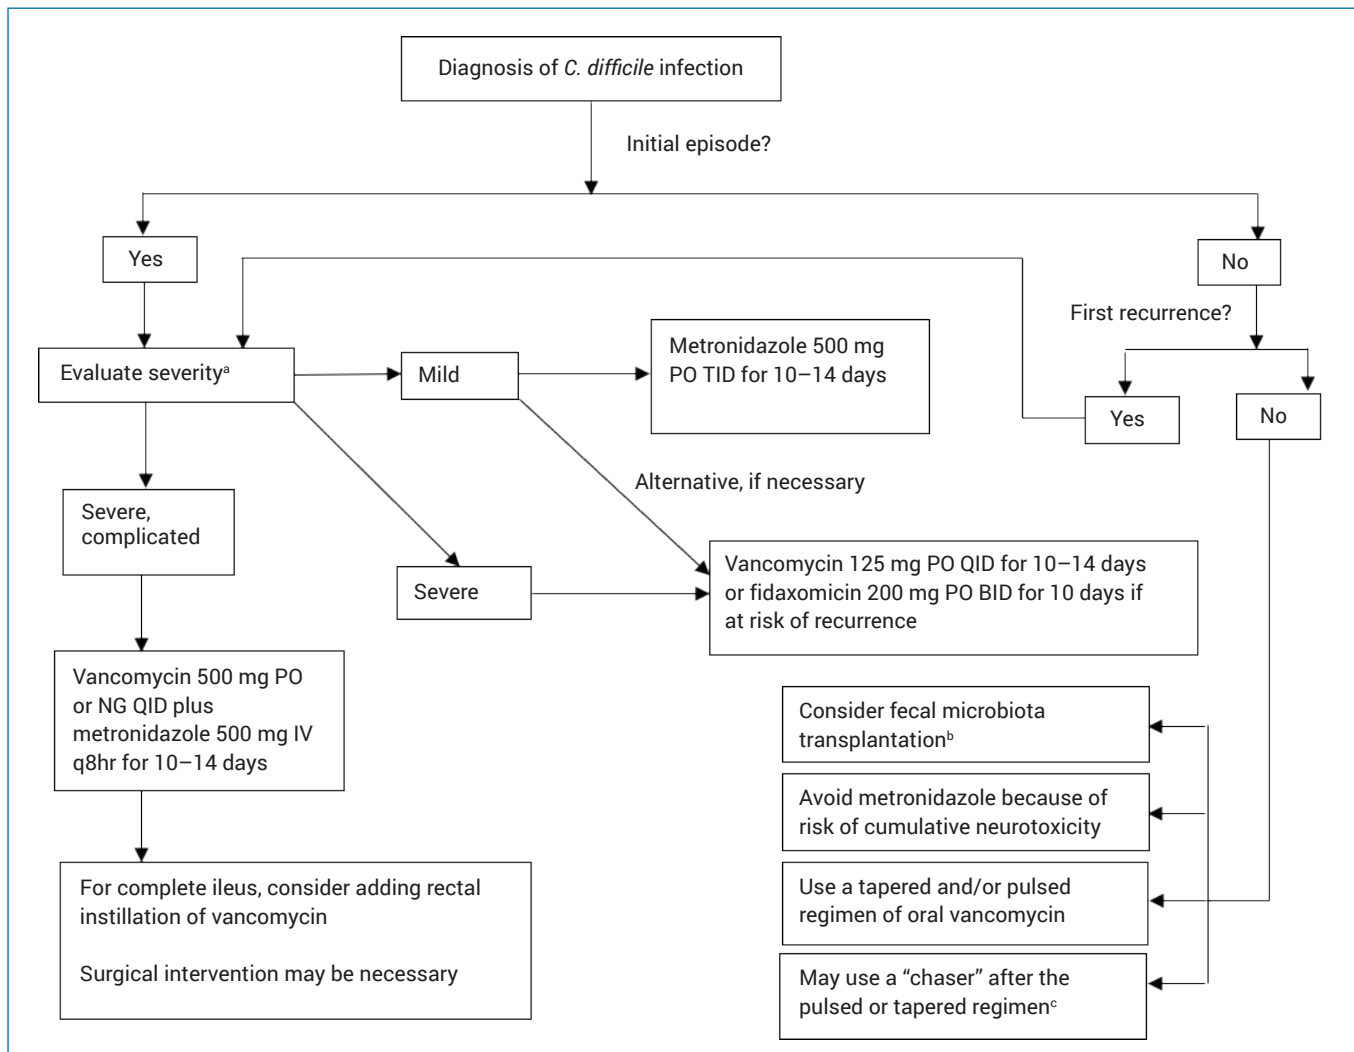 Diagnosis of C. difficile infection
Initial episode?
Yes
No
First recurrence?
Evaluate severityᵃ
Mild
Metronidazole 500 mg
PO TID for 10–14 days
Yes
No
Alternative, if necessary
Severe,
complicated
Severe
Vancomycin 125 mg PO QID for 10–14 days
or fidaxomicin 200 mg PO BID for 10 days if
at risk of recurrence
Vancomycin 500 mg PO
or NG QID plus
metronidazole 500 mg IV
q8hr for 10–14 days
Consider fecal microbiota
transplantationᵇ
Avoid metronidazole because of
risk of cumulative neurotoxicity
For complete ileus, consider adding rectal
instillation of vancomycin
Surgical intervention may be necessary
Use a tapered and/or pulsed
regimen of oral vancomycin
May use a “chaser” after the
pulsed or tapered regimenᶜ